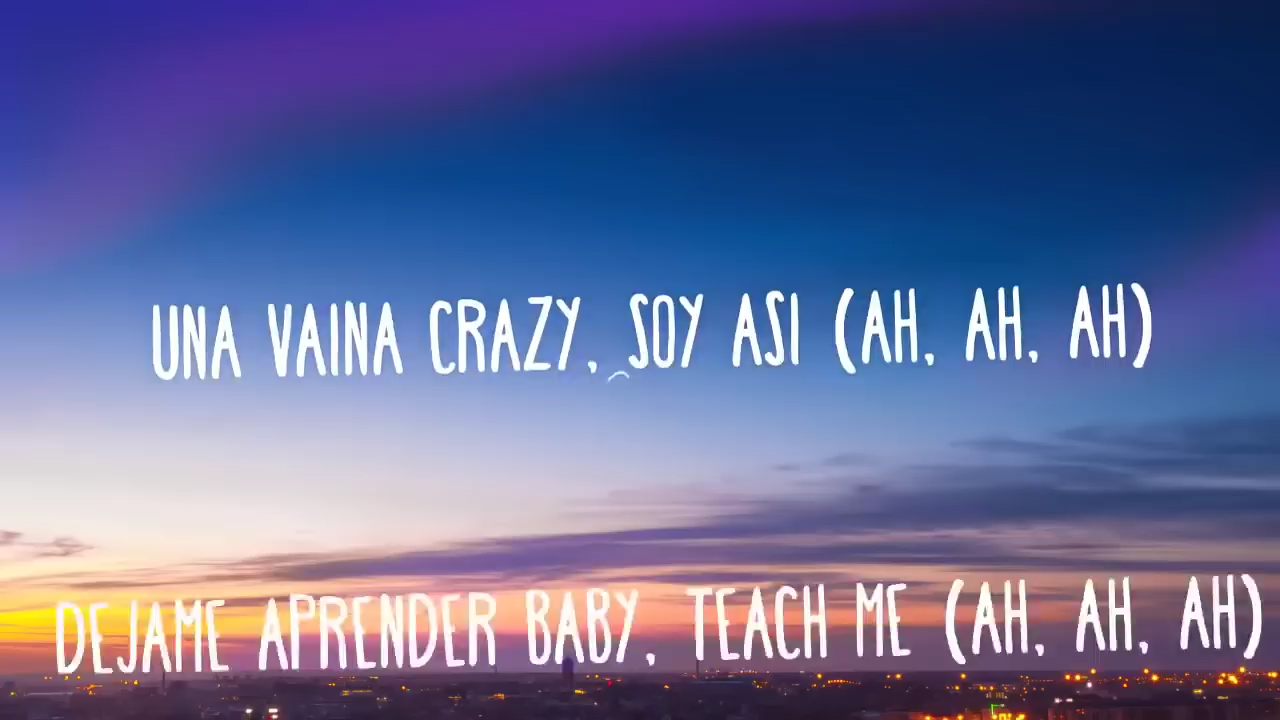 UNA VAINA CRAZY, SOY ASI (AH, AH, AH)
DEJAME APRENDER BABY, TEACH ME (AH, AH, AH)